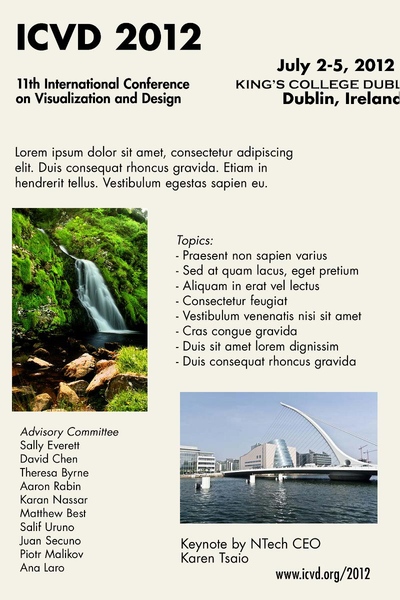 ICVD 2012
July 2-5, 2012
11th International Conference
on Visualization and Design
KING'S COLLEGE DUBL
Dublin, Ireland
Lorem ipsum dolor sit amet, consectetur adipiscing
elit. Duis consequat rhoncus gravida. Etiam in
hendrerit tellus. Vestibulum egestas sapien eu.
Topics:
- Praesent non sapien varius
- Sed at quam lacus, eget pretium
- Aliquam in erat vel lectus
- Consectetur feugiat
- Vestibulum venenatis nisi sit amet
- Cras congue gravida
- Duis sit amet lorem dignissim
- Duis consequat rhoncus gravida
Advisory Committee
Sally Everett
David Chen
Theresa Byrne
Aaron Rabin
Karan Nassar
Matthew Best
Salif Uruno
Juan Secuno
Piotr Malikov
Ana Laro
Keynote by NTech CEO
Karen Tsaio
www.icvd.org/2012